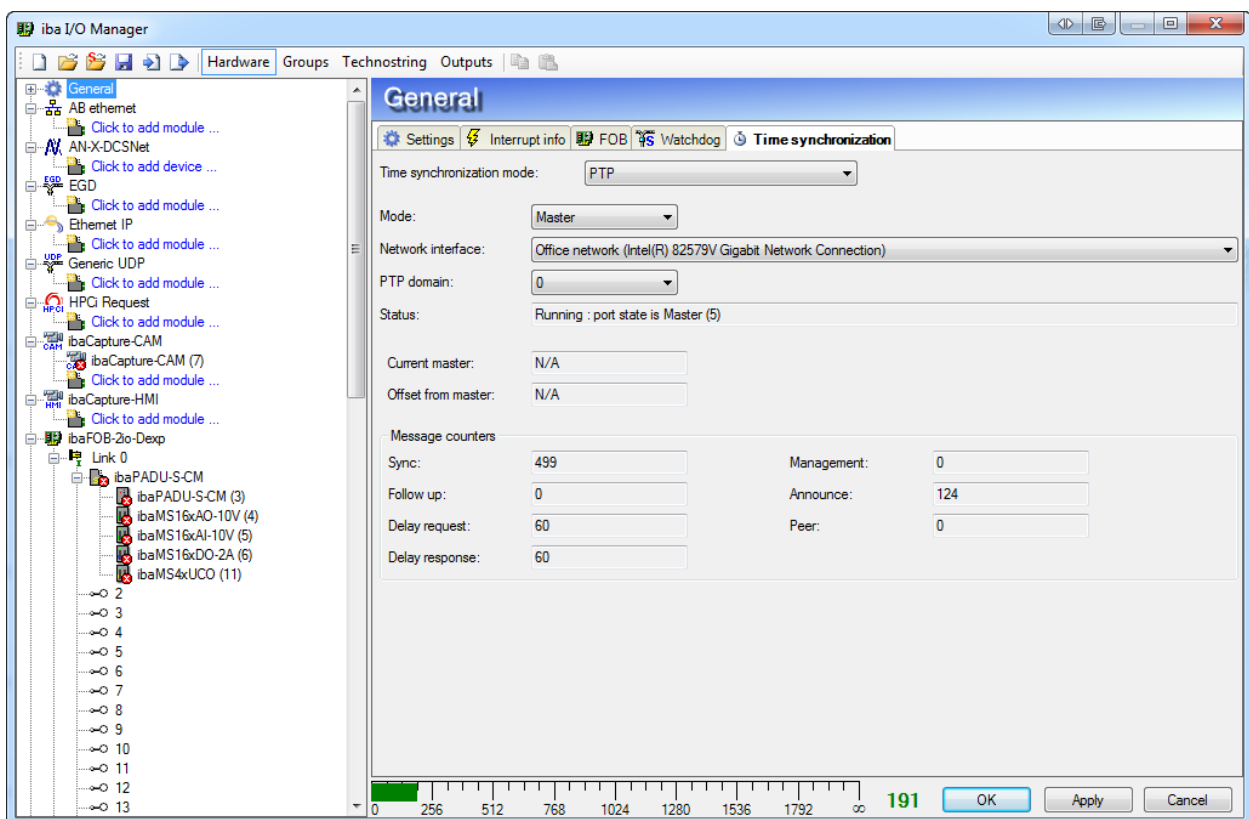 iba I/O Manager
Hardware Groups Technostring Outputs
General
AB ethernet
Click to add module ...
AN-X-DCSNet
Click to add device ...
EGD
Click to add module ...
Ethernet IP
Click to add module ...
Generic UDP
Click to add module ...
HPCi Request
Click to add module ...
ibaCapture-CAM
ibaCapture-CAM (7)
Click to add module ...
ibaCapture-HMI
Click to add module ...
ibaFOB-2io-Dexp
Link 0
ibaPADU-S-CM
ibaPADU-S-CM (3)
ibaMS16xAO-10V (4)
ibaMS16xAI-10V (5)
ibaMS16xDO-2A (6)
ibaMS4xUCO (11)
2
3
4
5
6
7
8
9
10
11
12
13
General
Settings Interrupt info FOB Watchdog Time synchronization
Time synchronization mode: PTP
Mode: Master
Network interface: Office network (Intel(R) 82579V Gigabit Network Connection)
PTP domain: 0
Status: Running : port state is Master (5)
Current master: N/A
Offset from master: N/A
Message counters
Sync: 499 Management: 0
Follow up: 0 Announce: 124
Delay request: 60 Peer: 0
Delay response: 60
0 256 512 768 1024 1280 1536 1792 ∞ 191 OK Apply Cancel